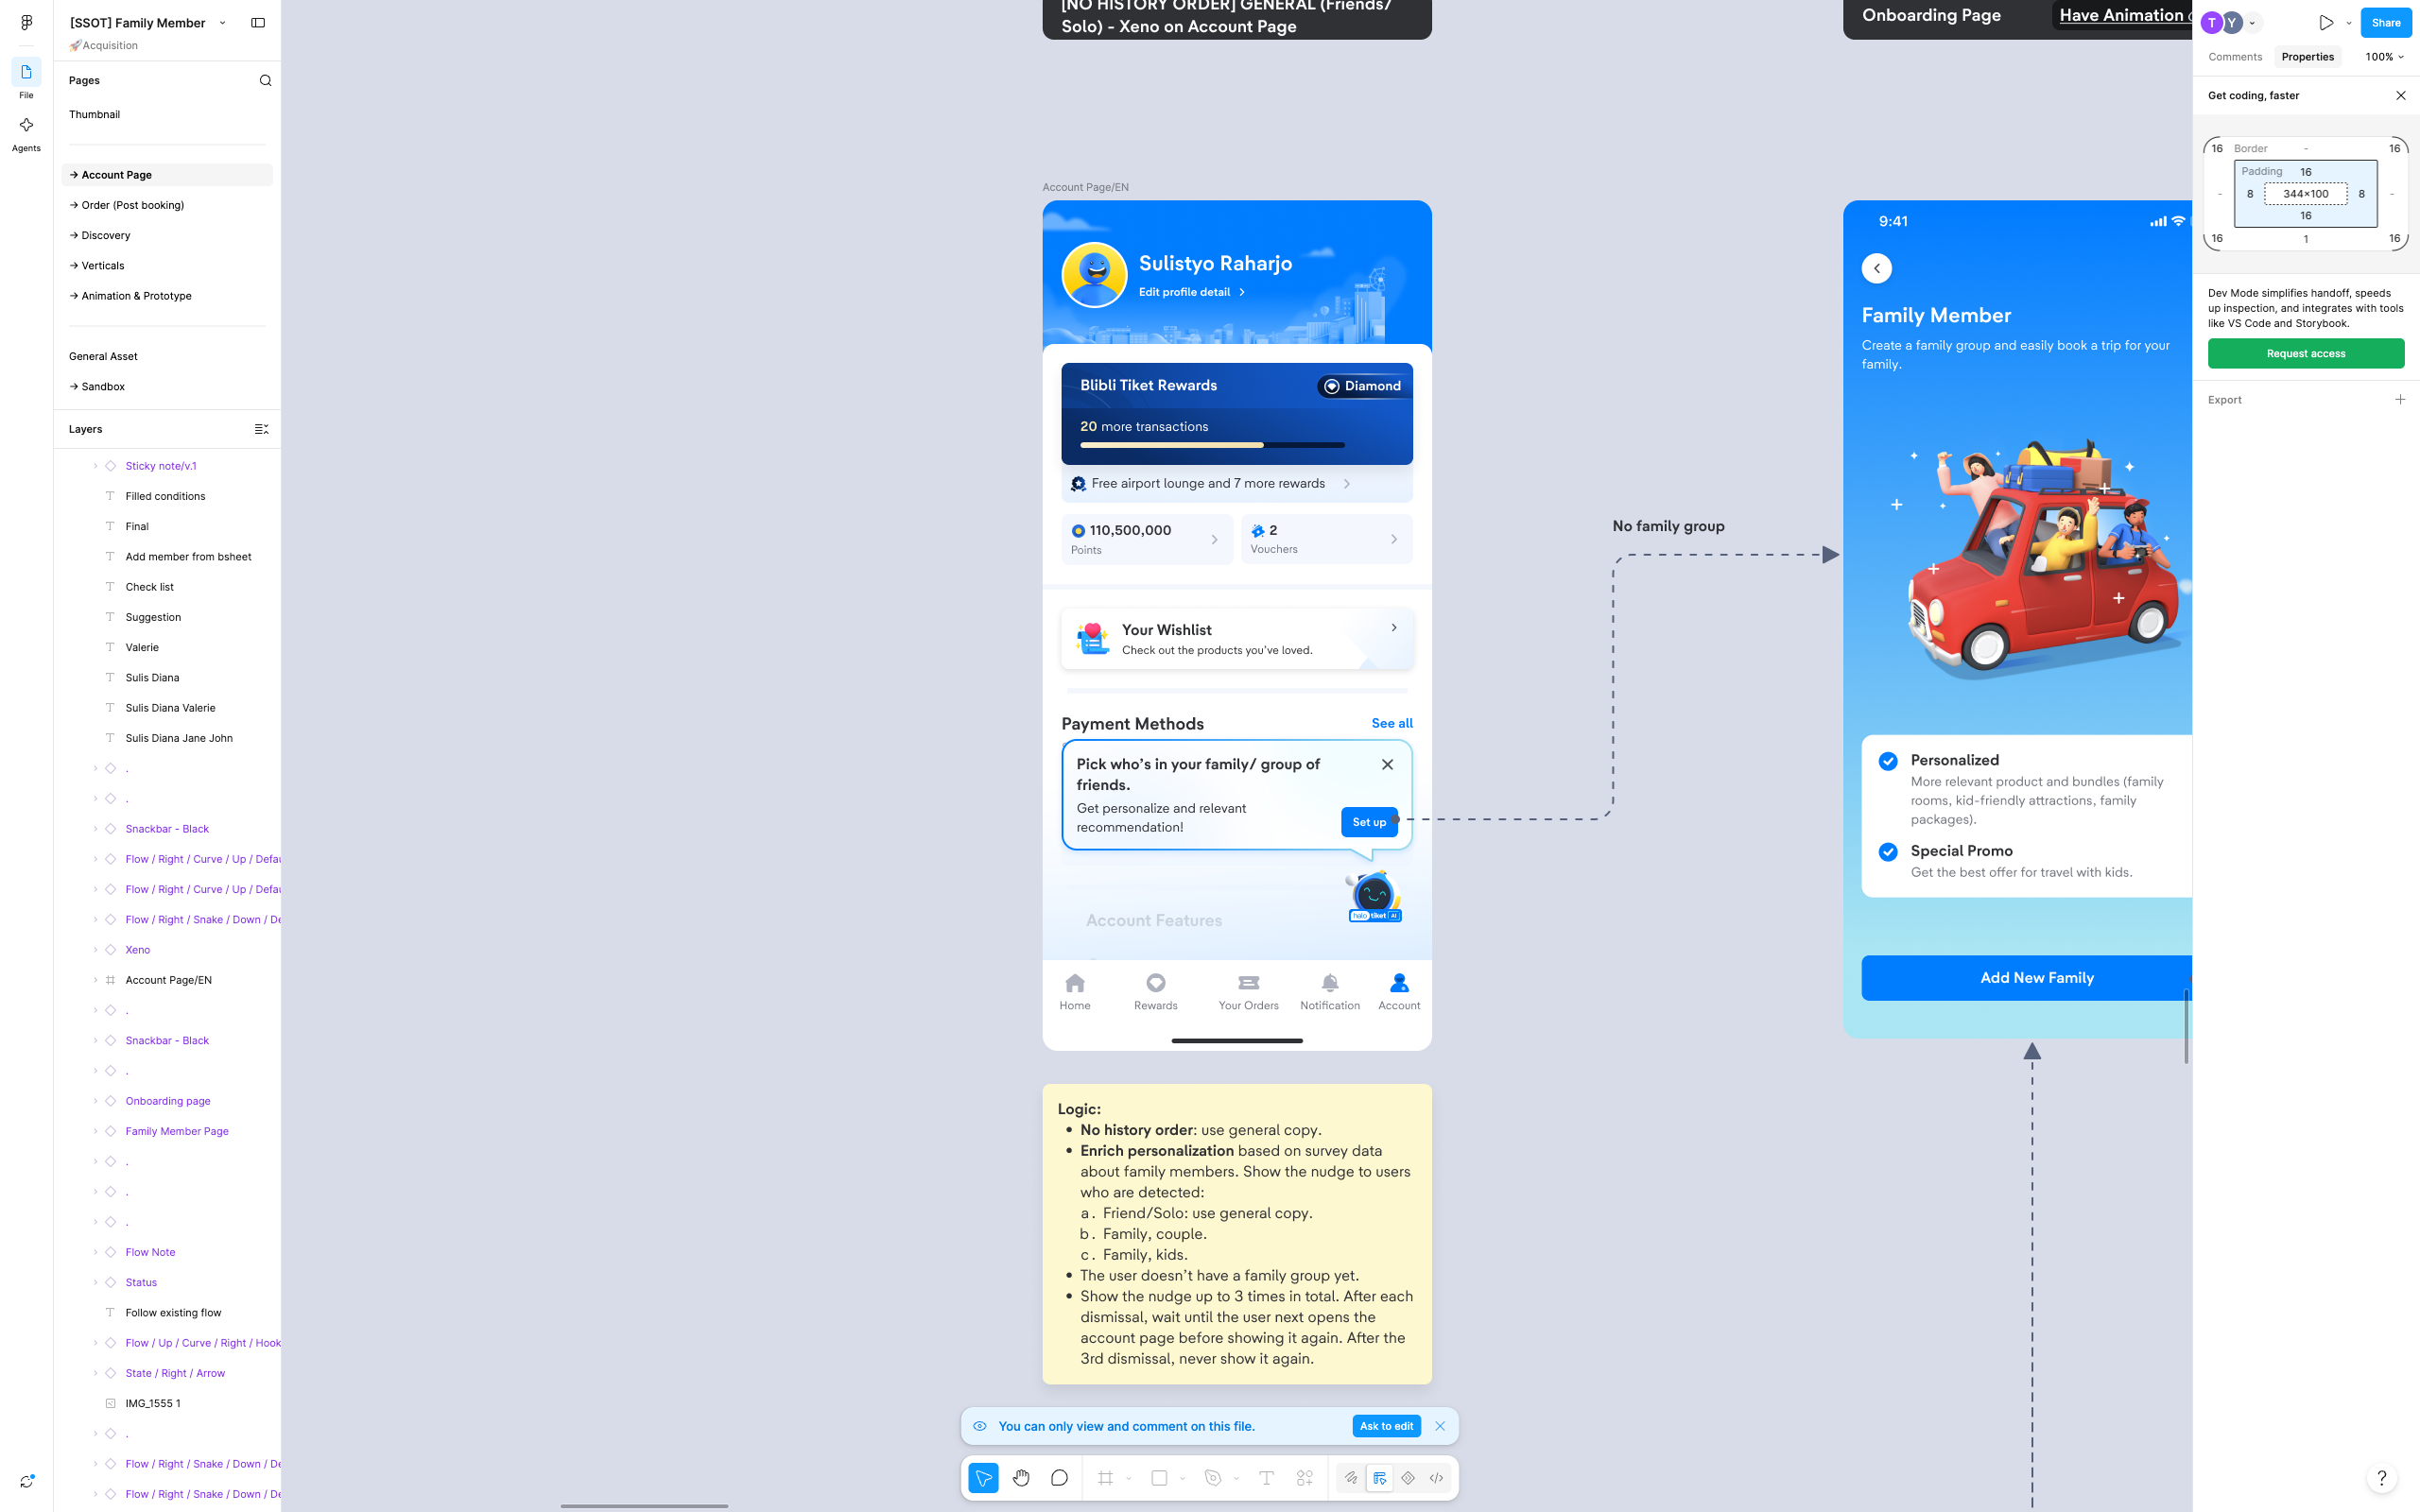 [SSOT] Family Member
🚀Acquisition
File
Agents
Pages
Thumbnail
→ Account Page
→ Order (Post booking)
→ Discovery
→ Verticals
→ Animation & Prototype
General Asset
→ Sandbox
Layers
Sticky note/v.1
Filled conditions
Final
Add member from bsheet
Check list
Suggestion
Valerie
Sulis Diana
Sulis Diana Valerie
Sulis Diana Jane John
.
.
Snackbar - Black
Flow / Right / Curve / Up / Defau
Flow / Right / Curve / Up / Defau
Flow / Right / Snake / Down / De
Xeno
Account Page/EN
.
Snackbar - Black
.
Onboarding page
Family Member Page
.
.
.
Flow Note
Status
Follow existing flow
Flow / Up / Curve / Right / Hook
State / Right / Arrow
IMG_1555 1
.
Flow / Right / Snake / Down / De
Flow / Right / Snake / Down / De
[NO HISTORY ORDER] GENERAL (Friends/
Solo) - Xeno on Account Page
Account Page/EN
Sulistyo Raharjo
Edit profile detail
Blibli Tiket Rewards
Diamond
20 more transactions
Free airport lounge and 7 more rewards
110,500,000
Points
2
Vouchers
Your Wishlist
Check out the products you've loved.
Payment Methods
See all
Pick who's in your family/ group of
friends.
Get personalize and relevant
recommendation!
Set up
halo tiket AI
Account Features
Home
Rewards
Your Orders
Notification
Account
Logic:
• No history order: use general copy.
• Enrich personalization based on survey data
about family members. Show the nudge to users
who are detected:
a. Friend/Solo: use general copy.
b. Family, couple.
c. Family, kids.
• The user doesn't have a family group yet.
• Show the nudge up to 3 times in total. After each
dismissal, wait until the user next opens the
account page before showing it again. After the
3rd dismissal, never show it again.
You can only view and comment on this file.
Ask to edit
No family group
Onboarding Page
Have Animation
9:41
Family Member
Create a family group and easily book a trip for your
family.
Personalized
More relevant product and bundles (family
rooms, kid-friendly attractions, family
packages).
Special Promo
Get the best offer for travel with kids.
Add New Family
T
Y
Share
Comments
Properties
100%
Get coding, faster
16
Border
-
16
Padding
16
-
8
344×100
8
-
16
16
1
16
Dev Mode simplifies handoff, speeds
up inspection, and integrates with tools
like VS Code and Storybook.
Request access
Export
?